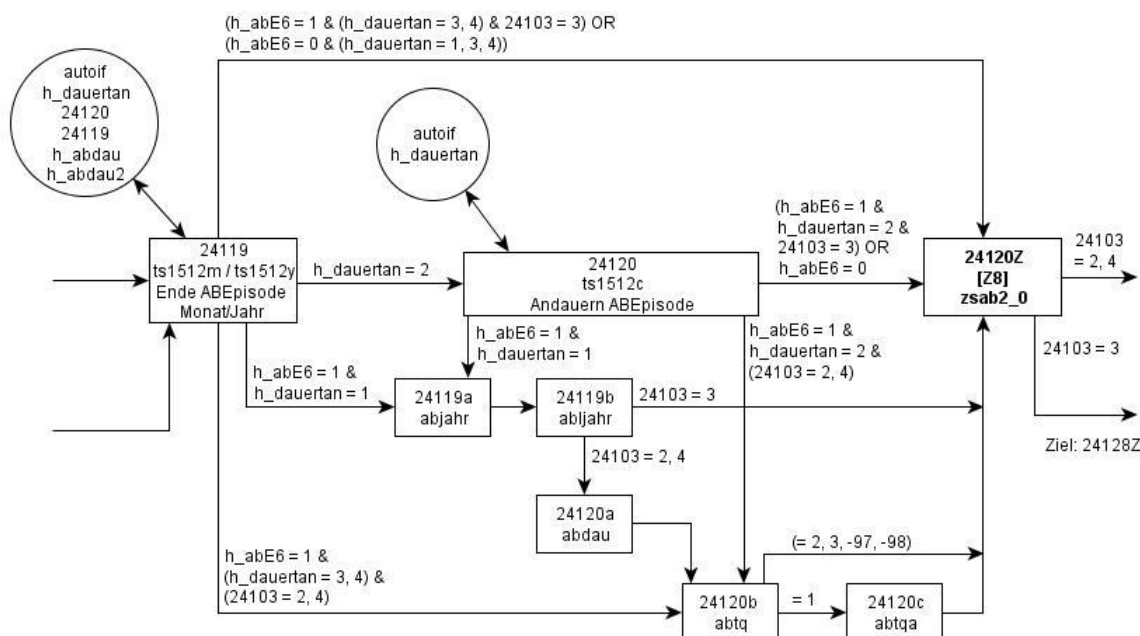 (h_abE6 = 1 & (h_dauertan = 3, 4) & 24103 = 3) OR
(h_abE6 = 0 & (h_dauertan = 1, 3, 4))
autoif
h_dauertan
24120
24119
h_abdau
h_abdau2
autoif
h_dauertan
24119
ts1512m / ts1512y
Ende ABEpisode
Monat/Jahr
h_dauertan = 2
24120
ts1512c
Andauern ABEpisode
(h_abE6 = 1 &
h_dauertan = 2 &
24103 = 3) OR
h_abE6 = 0
24120Z
[Z8]
zsab2_0
24103
= 2, 4
24103 = 3
Ziel: 24128Z
h_abE6 = 1 &
h_dauertan = 1
h_abE6 = 1 &
h_dauertan = 1
h_abE6 = 1 &
h_dauertan = 2 &
(24103 = 2, 4)
24119a
abjahr
24119b
abljahr
24103 = 3
24103 = 2, 4
24120a
abdau
h_abE6 = 1 &
(h_dauertan = 3, 4) &
(24103 = 2, 4)
(= 2, 3, -97, -98)
24120b
abtq
= 1
24120c
abtqa